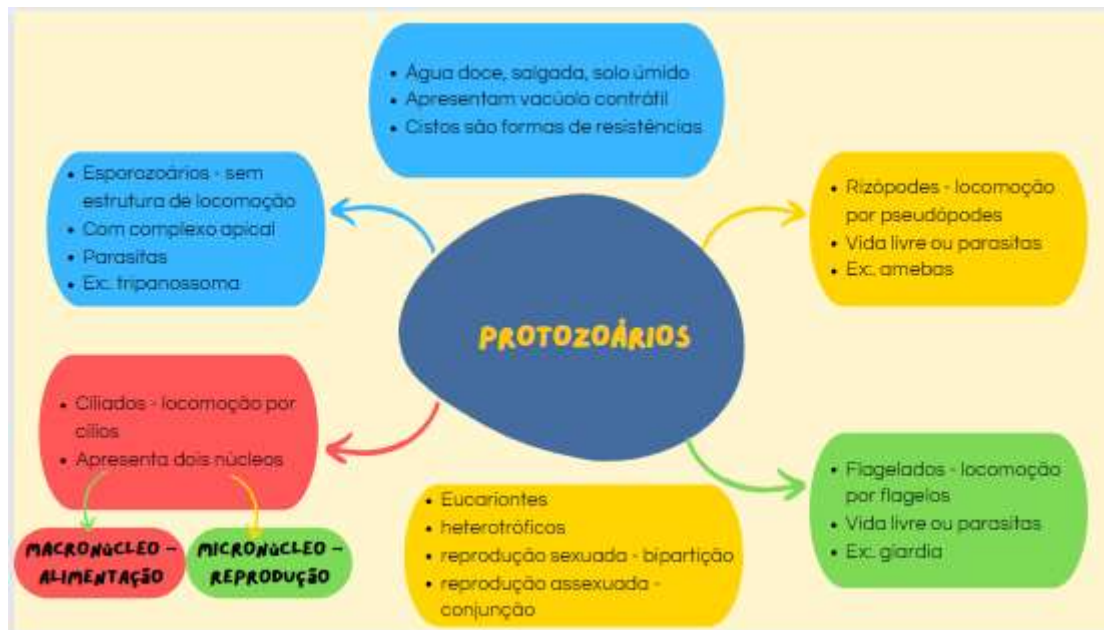 • Água doce, salgada, solo úmido
• Apresentam vacúolo contrátil
• Cistos são formas de resistências
• Esporozoários - sem
estrutura de locomoção
• Com complexo apical
• Parasitas
• Ex. tripanossoma
• Rizópodes - locomoção
por pseudópodes
• Vida livre ou parasitas
• Ex. amebas
PROTOZOÁRIOS
• Ciliados - locomoção por
cílios
• Apresenta dois núcleos
MACRONÚCLEO -
ALIMENTAÇÃO
MICRONÚCLEO -
REPRODUÇÃO
• Eucariontes
• heterotróficos
• reprodução sexuada - bipartição
• reprodução assexuada -
conjunção
• Flagelados - locomoção
por flagelos
• Vida livre ou parasitas
• Ex. giardia